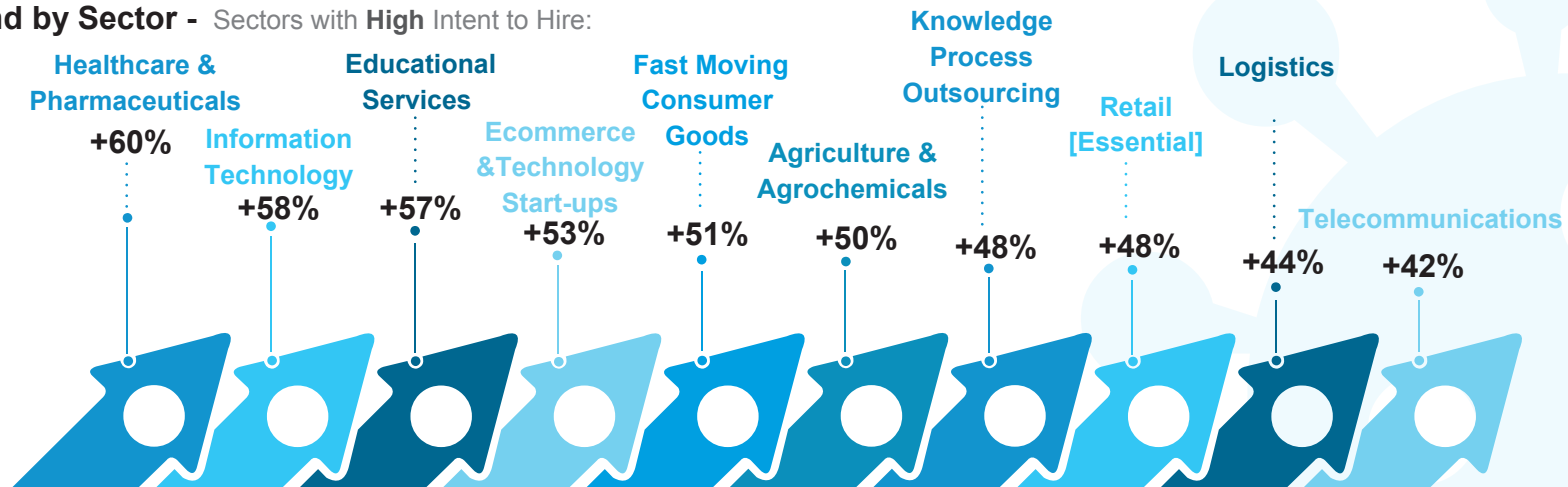 nd by Sector - Sectors with High Intent to Hire:
Healthcare &
Pharmaceuticals
+60%
Information
Technology
+58%
Educational
Services
+57%
Ecommerce
&Technology
Start-ups
+53%
Fast Moving
Consumer
Goods
+51%
Agriculture &
Agrochemicals
+50%
Knowledge
Process
Outsourcing
+48%
Retail
[Essential]
+48%
Logistics
+44%
Telecommunications
+42%